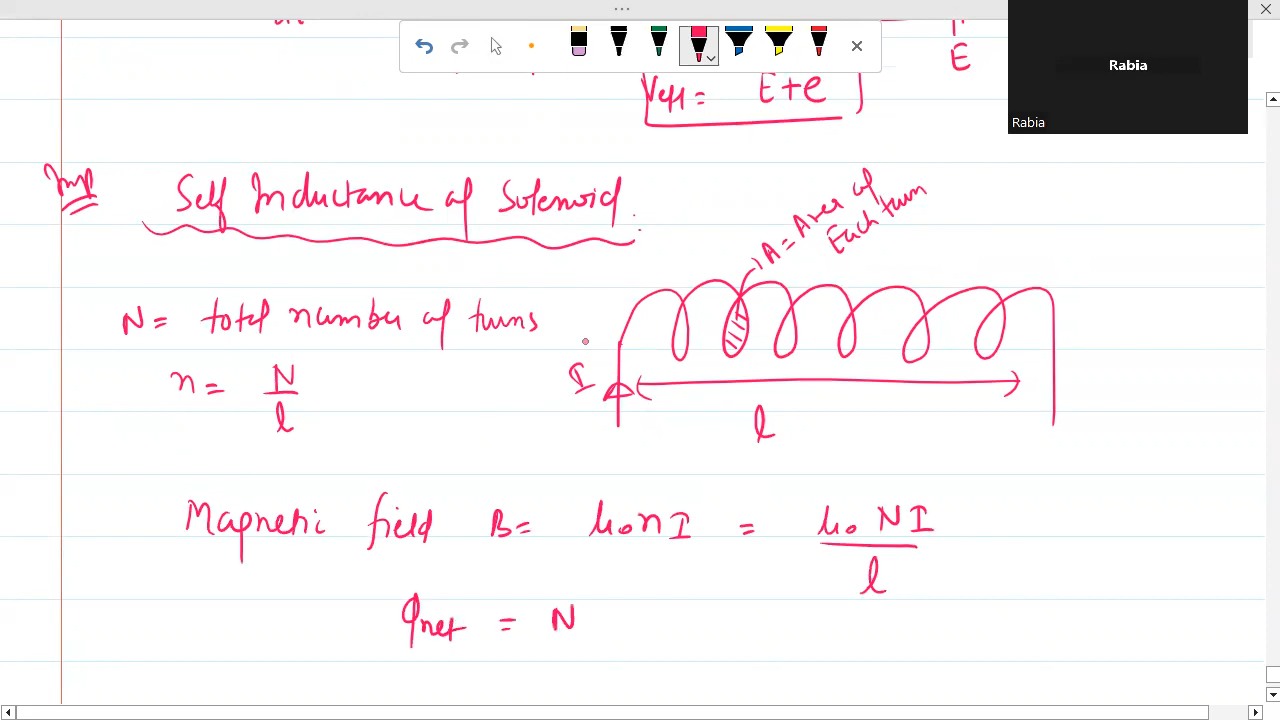 Rabia
Rabia
E
Veff = E+e
Imp
Self Inductance of Solenoid.
A = Area of
Each turn
N = total number of turns
n = N/l
I
l
Magnetic field B = μ₀nI = μ₀NI/l
φnet = N